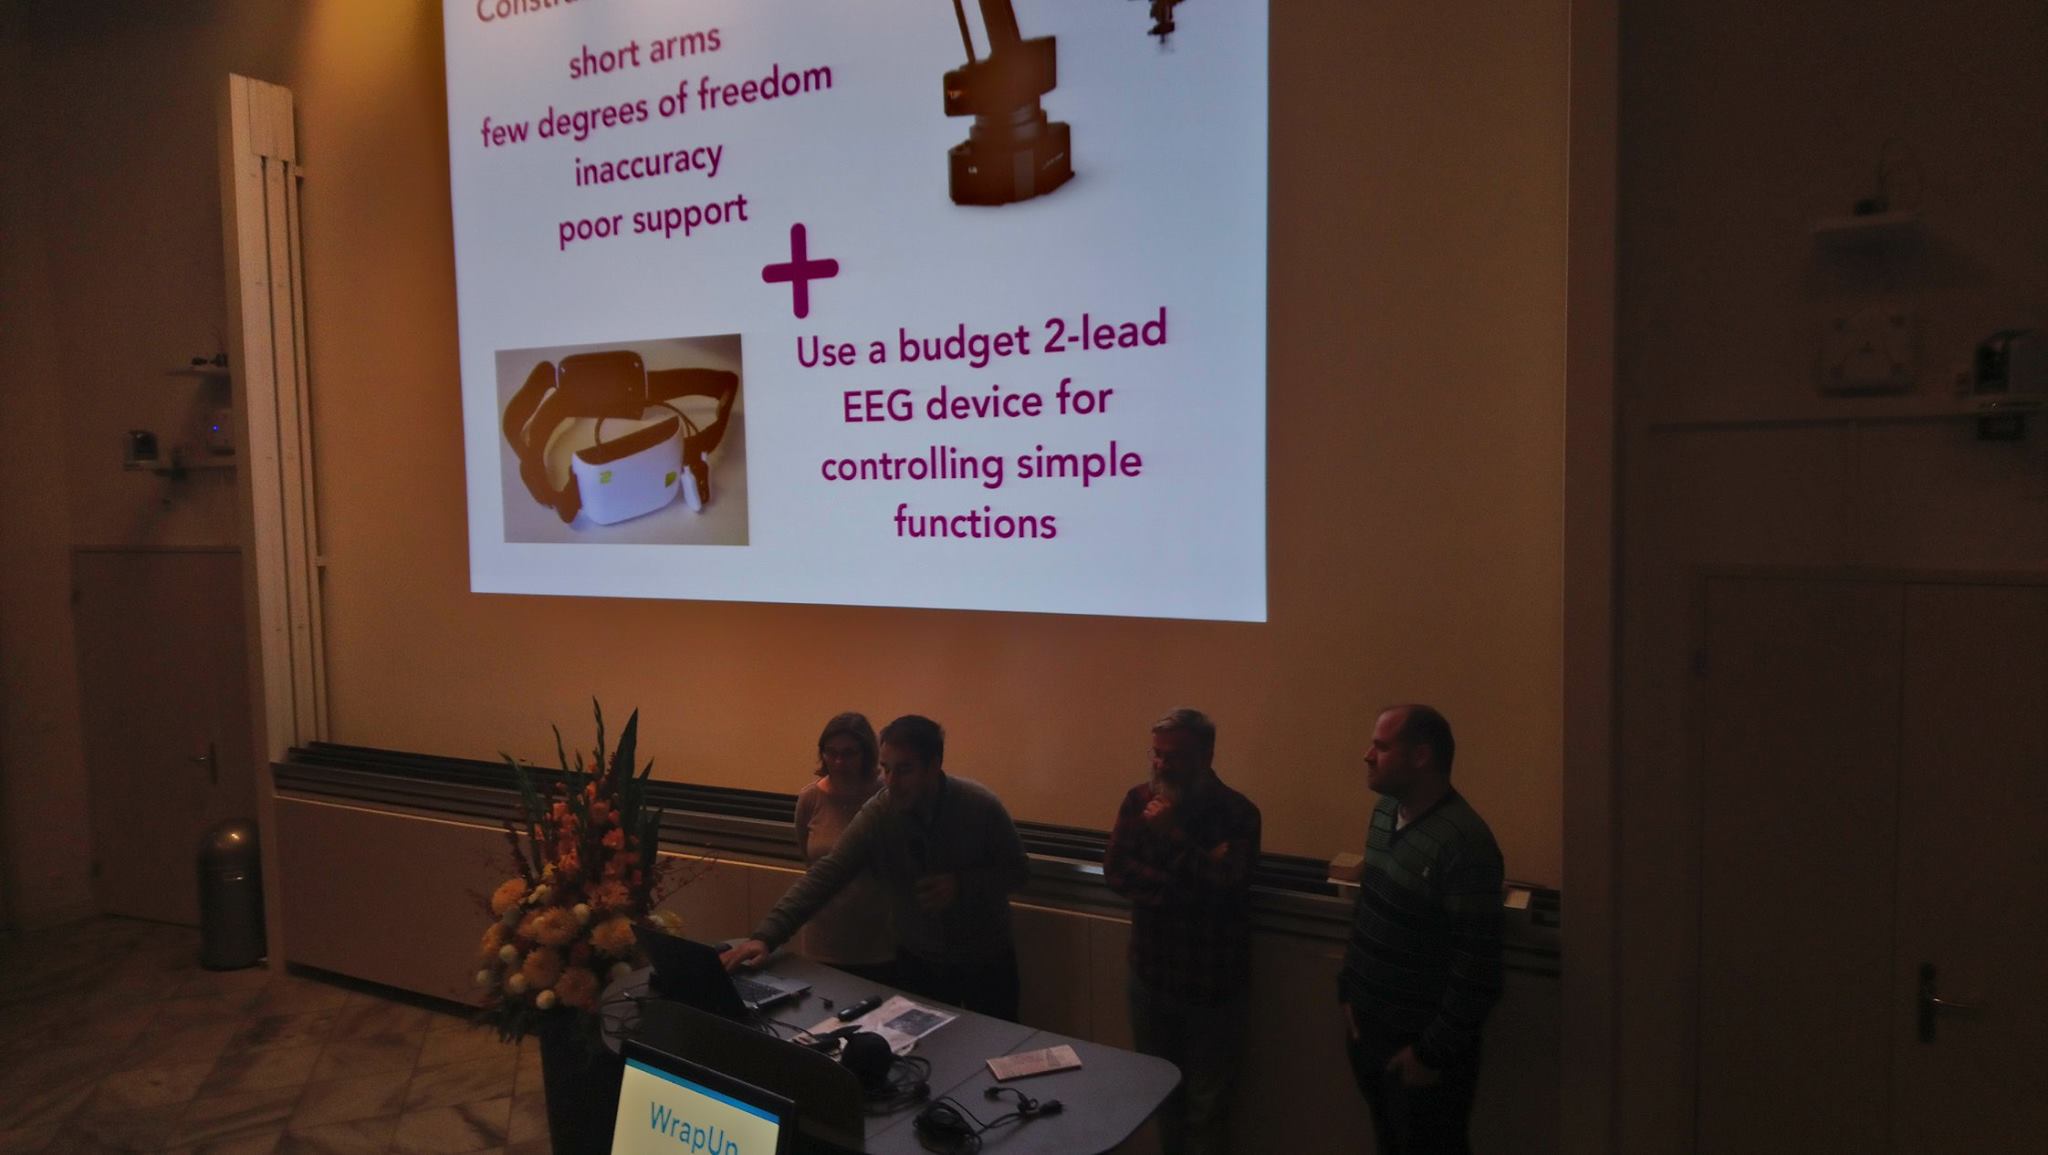 short arms
few degrees of freedom
inaccuracy
poor support
+
Use a budget 2-lead
EEG device for
controlling simple
functions
WrapUp